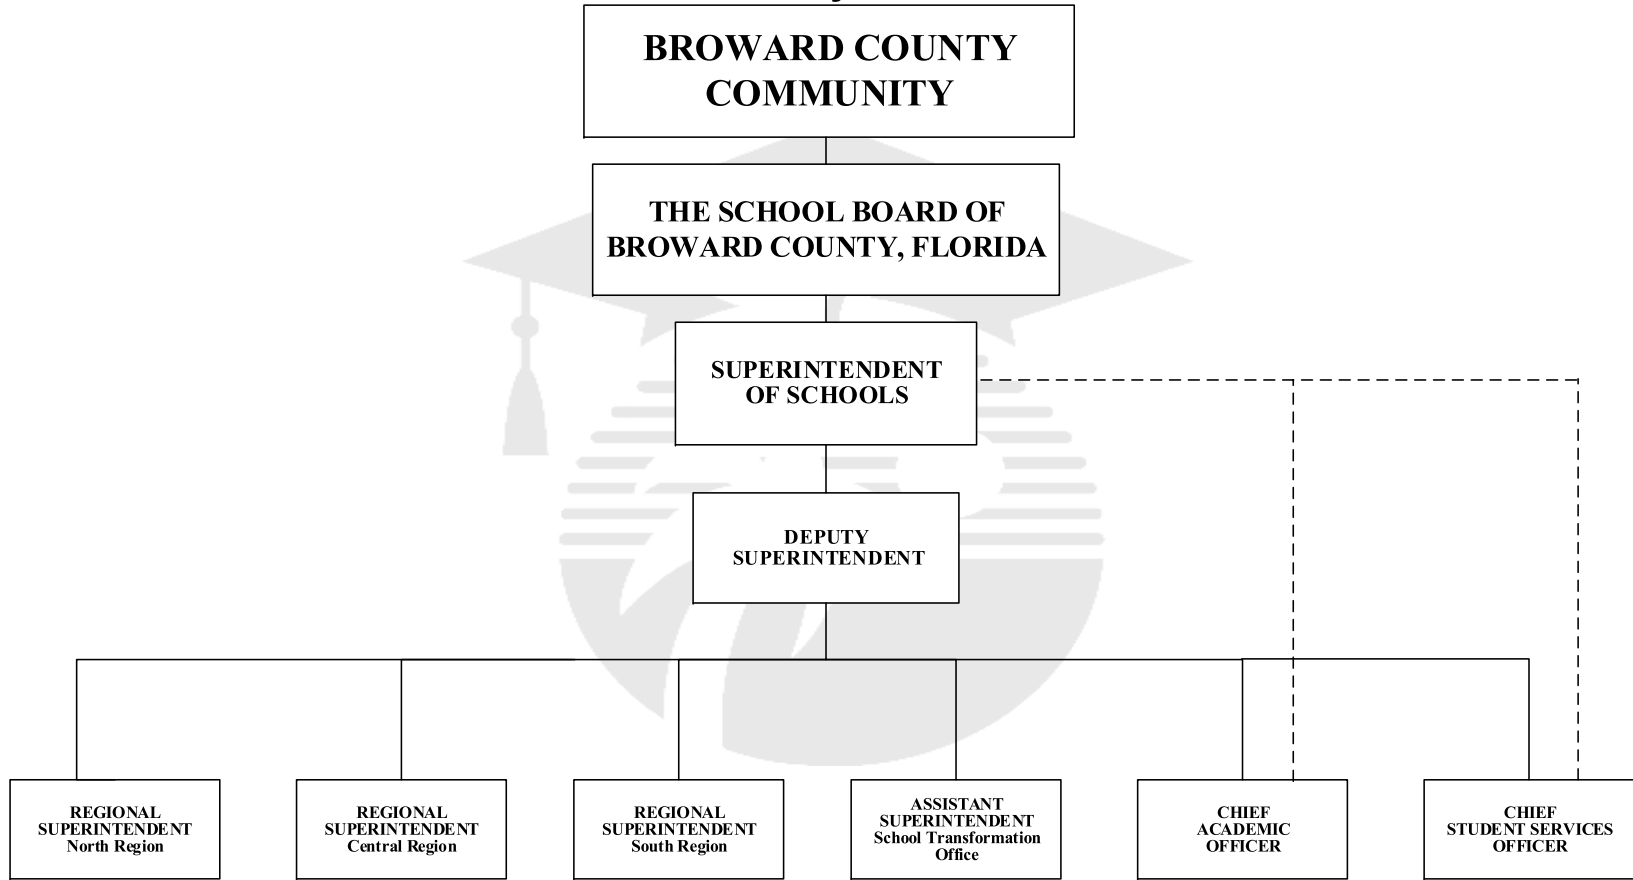 BROWARD COUNTY
COMMUNITY
THE SCHOOL BOARD OF
BROWARD COUNTY, FLORIDA
SUPERINTENDENT
OF SCHOOLS
DEPUTY
SUPERINTENDENT
REGIONAL
SUPERINTENDENT
North Region
REGIONAL
SUPERINTENDENT
Central Region
REGIONAL
SUPERINTENDENT
South Region
ASSISTANT
SUPERINTENDENT
School Transformation
Office
CHIEF
ACADEMIC
OFFICER
CHIEF
STUDENT SERVICES
OFFICER